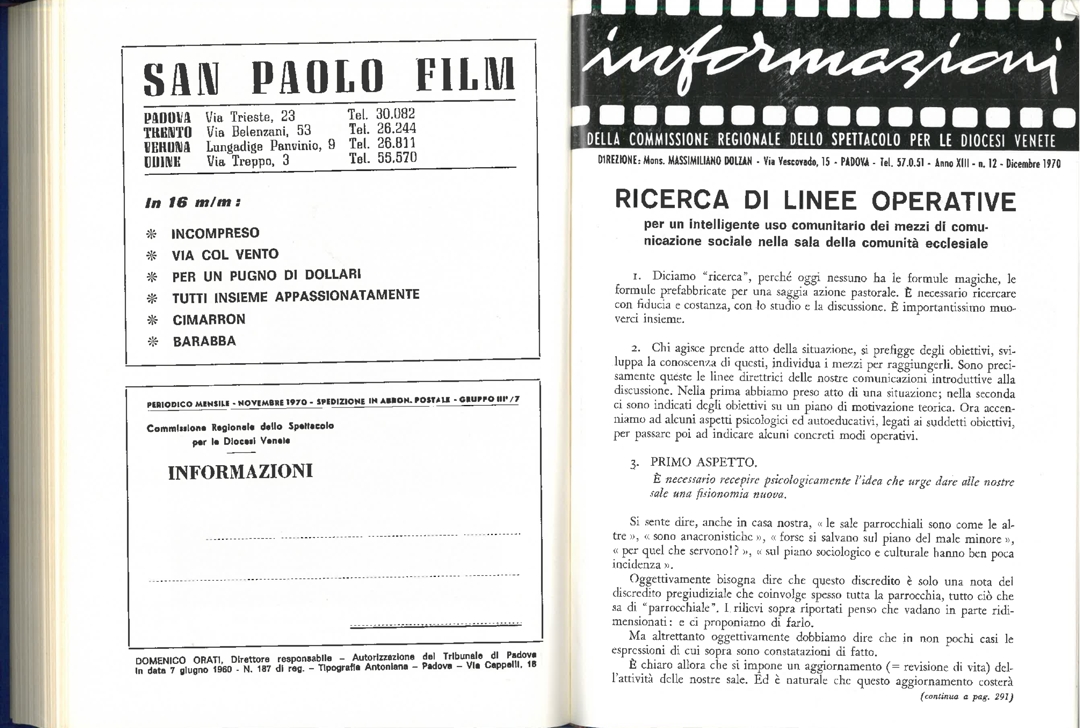 SAN PAOLO FILM
PADOVA Via Trieste, 23 Tel. 30.082
TRENTO Via Belenzani, 53 Tel. 26.244
VERONA Lungadige Panvinio, 9 Tel. 26.811
UDINE Via Treppo, 3 Tel. 55.570
In 16 m/m :
INCOMPRESO
VIA COL VENTO
PER UN PUGNO DI DOLLARI
TUTTI INSIEME APPASSIONATAMENTE
CIMARRON
BARABBA
PERIODICO MENSILE - NOVEMBRE 1970 - SPEDIZIONE IN ABBON. POSTALE - GRUPPO IIIº/7
Commissione Regionale dello Spettacolo
per le Diocesi Venete
INFORMAZIONI
DOMENICO ORATI, Direttore responsabile – Autorizzazione del Tribunale di Padova
in data 7 giugno 1960 - N. 187 di reg. – Tipografia Antoniana – Padova – Via Cappelli, 18
informazioni
DELLA COMMISSIONE REGIONALE DELLO SPETTACOLO PER LE DIOCESI VENETE
DIREZIONE: Mons. MASSIMILIANO DOLZAN - Via Vescovado, 15 - PADOVA - Tel. 57.0.51 - Anno XIII - n. 12 - Dicembre 1970
RICERCA DI LINEE OPERATIVE
per un intelligente uso comunitario dei mezzi di comu-
nicazione sociale nella sala della comunità ecclesiale
1. Diciamo "ricerca", perché oggi nessuno ha le formule magiche, le
formule prefabbricate per una saggia azione pastorale. È necessario ricercare
con fiducia e costanza, con lo studio e la discussione. È importantissimo muo-
verci insieme.
2. Chi agisce prende atto della situazione, si prefigge degli obiettivi, svi-
luppa la conoscenza di questi, individua i mezzi per raggiungerli. Sono preci-
samente queste le linee direttrici delle nostre comunicazioni introduttive alla
discussione. Nella prima abbiamo preso atto di una situazione; nella seconda
ci sono indicati degli obiettivi su un piano di motivazione teorica. Ora accen-
niamo ad alcuni aspetti psicologici ed autoeducativi, legati ai suddetti obiettivi,
per passare poi ad indicare alcuni concreti modi operativi.
3. PRIMO ASPETTO.
È necessario recepire psicologicamente l'idea che urge dare alle nostre
sale una fisionomia nuova.
Si sente dire, anche in casa nostra, « le sale parrocchiali sono come le al-
tre », « sono anacronistiche », « forse si salvano sul piano del male minore »,
« per quel che servono!? », « sul piano sociologico e culturale hanno ben poca
incidenza ».
Oggettivamente bisogna dire che questo discredito è solo una nota del
discredito pregiudiziale che coinvolge spesso tutta la parrocchia, tutto ciò che
sa di "parrocchiale". I rilievi sopra riportati penso che vadano in parte ridi-
mensionati: e ci proponiamo di farlo.
Ma altrettanto oggettivamente dobbiamo dire che in non pochi casi le
espressioni di cui sopra sono constatazioni di fatto.
È chiaro allora che si impone un aggiornamento (= revisione di vita) del-
l'attività delle nostre sale. Ed è naturale che questo aggiornamento costerà
(continua a pag. 291)